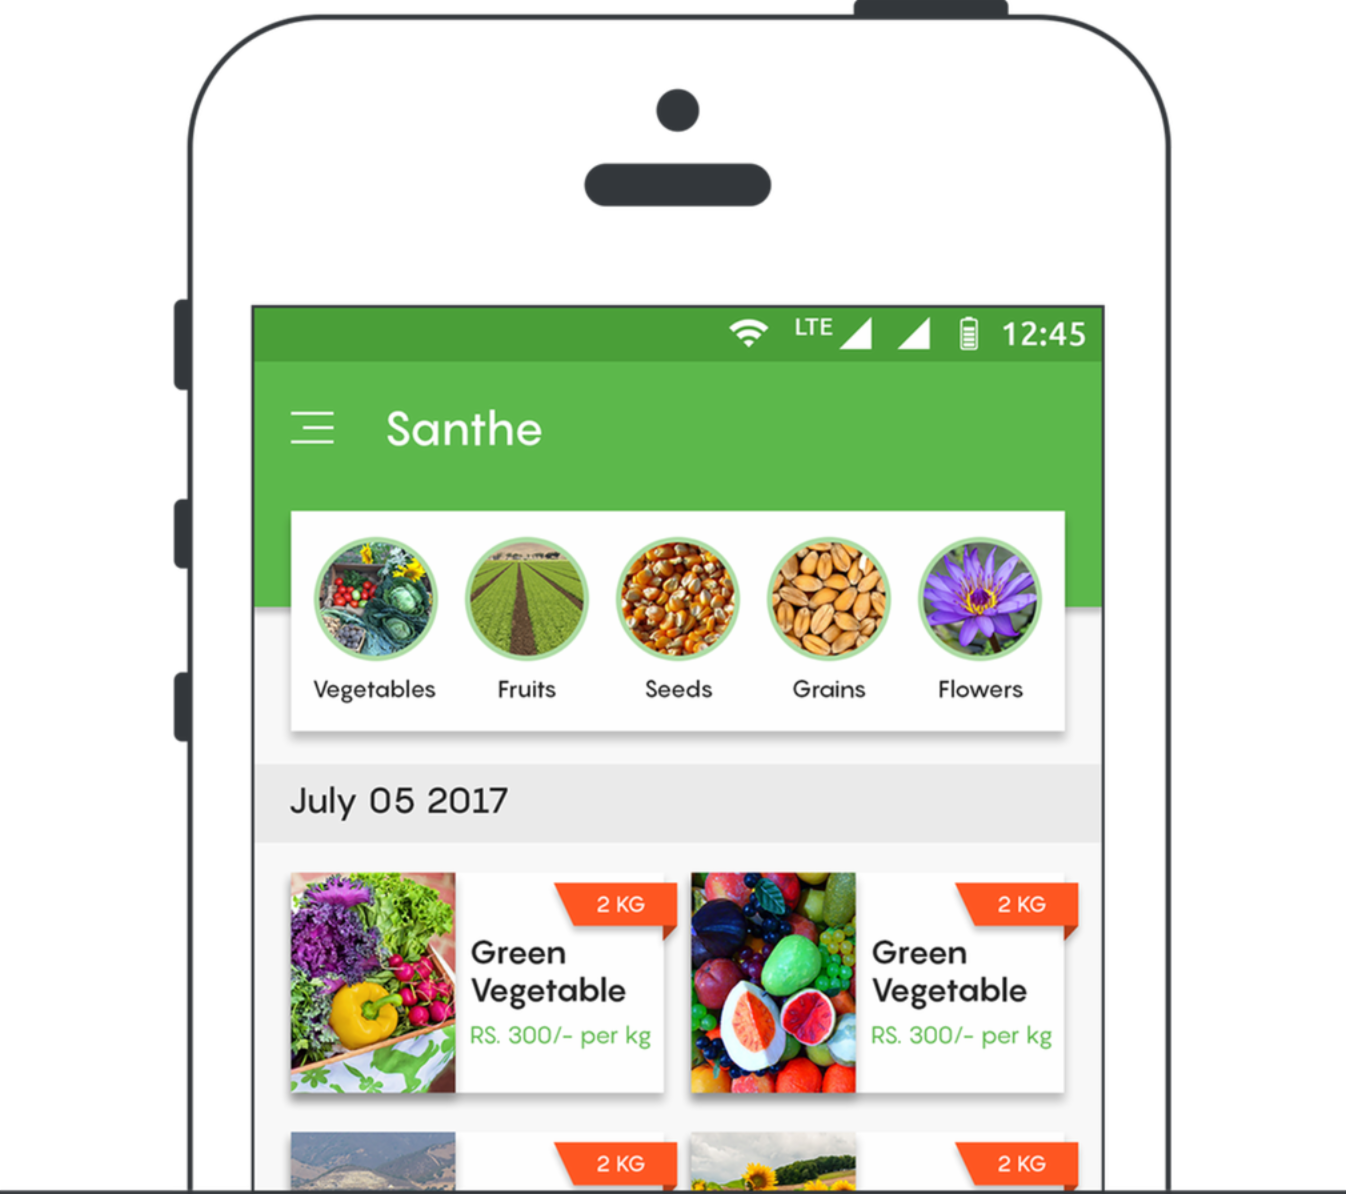 LTE 12:45
Santhe
Vegetables Fruits Seeds Grains Flowers
July 05 2017
2 KG
Green
Vegetable
RS. 300/- per kg
2 KG
Green
Vegetable
RS. 300/- per kg
2 KG
2 KG